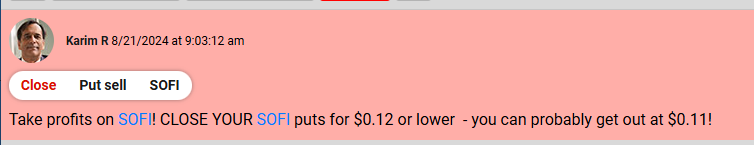 Karim R 8/21/2024 at 9:03:12 am
Close Put sell SOFI
Take profits on SOFI! CLOSE YOUR SOFI puts for $0.12 or lower - you can probably get out at $0.11!